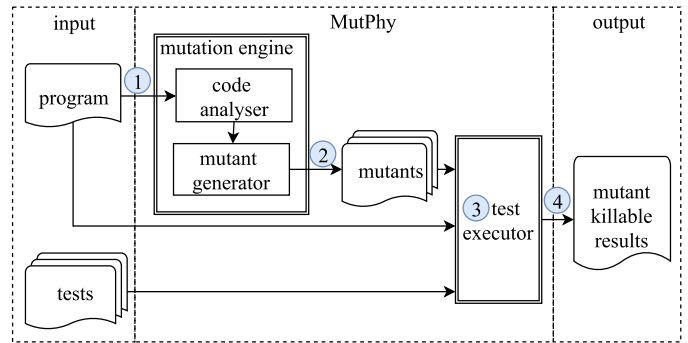 input
MutPhy
output
mutation engine
program
1
code
analyser
2
mutant
generator
mutants
3
test
executor
4
mutant
killable
results
tests